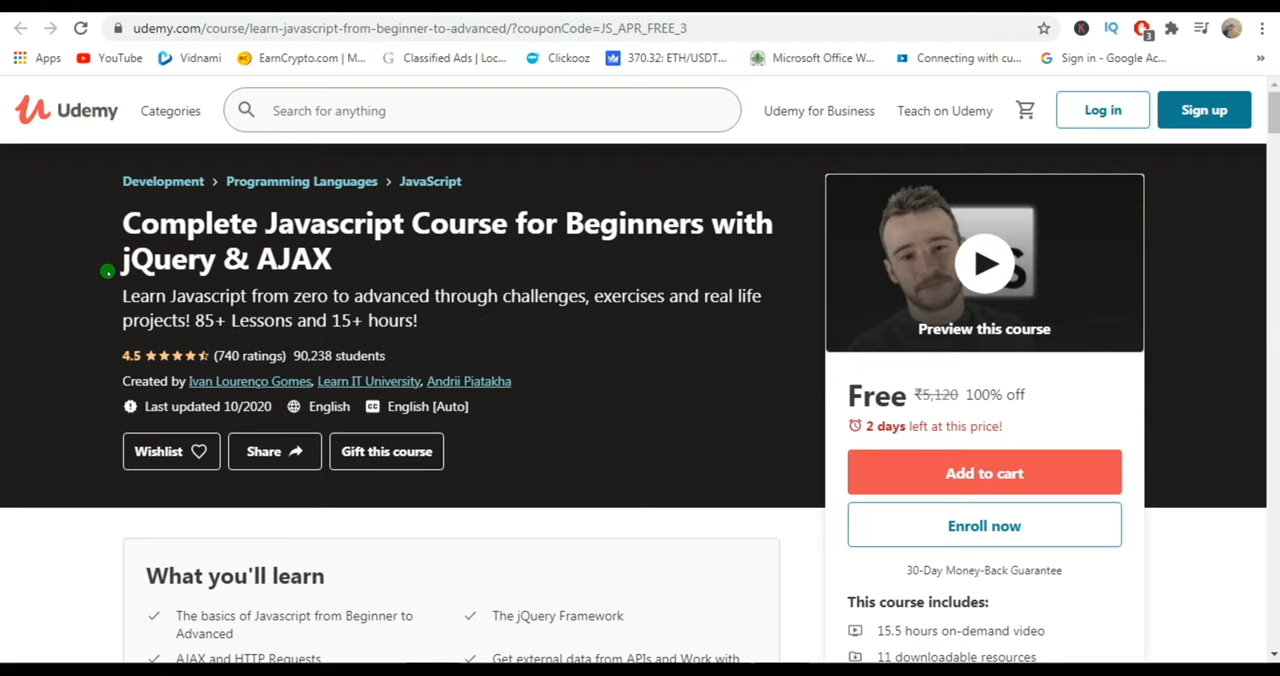 udemy.com/course/learn-javascript-from-beginner-to-advanced/?couponCode=JS_APR_FREE_3
K IQ 3
Apps YouTube Vidnami EarnCrypto.com | M... Classified Ads | Loc... Clickooz 370.32: ETH/USDT... Microsoft Office W... Connecting with cu... Sign in - Google Ac... »
Udemy Categories Search for anything Udemy for Business Teach on Udemy Log in Sign up
Development > Programming Languages > JavaScript
Complete Javascript Course for Beginners with
jQuery & AJAX
Learn Javascript from zero to advanced through challenges, exercises and real life
projects! 85+ Lessons and 15+ hours!
4.5 (740 ratings) 90,238 students
Created by Ivan Lourenço Gomes, Learn IT University, Andrii Piatakha
Last updated 10/2020 English CC English [Auto]
Wishlist Share Gift this course
S
Preview this course
Free ₹5,120 100% off
2 days left at this price!
Add to cart
Enroll now
30-Day Money-Back Guarantee
This course includes:
15.5 hours on-demand video
11 downloadable resources
What you'll learn
The basics of Javascript from Beginner to
Advanced
The jQuery Framework
AJAX and HTTP Requests
Get external data from APIs and Work with